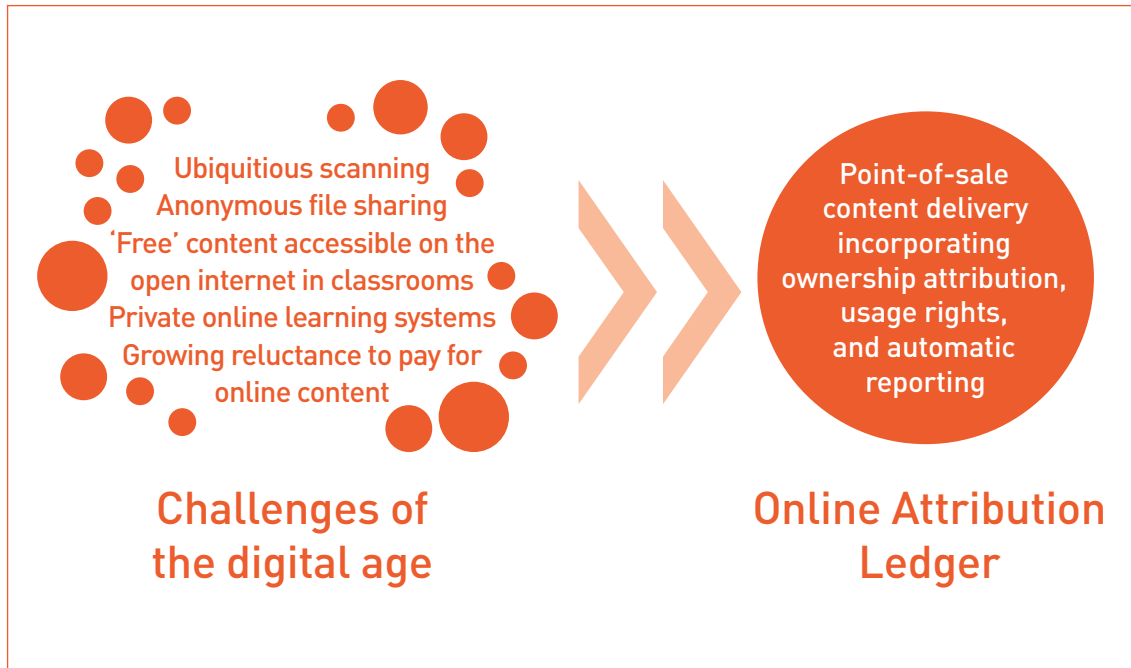 Ubiquitious scanning
Anonymous file sharing
‘Free’ content accessible on the
open internet in classrooms
Private online learning systems
Growing reluctance to pay for
online content
Challenges of
the digital age
Point-of-sale
content delivery
incorporating
ownership attribution,
usage rights,
and automatic
reporting
Online Attribution
Ledger